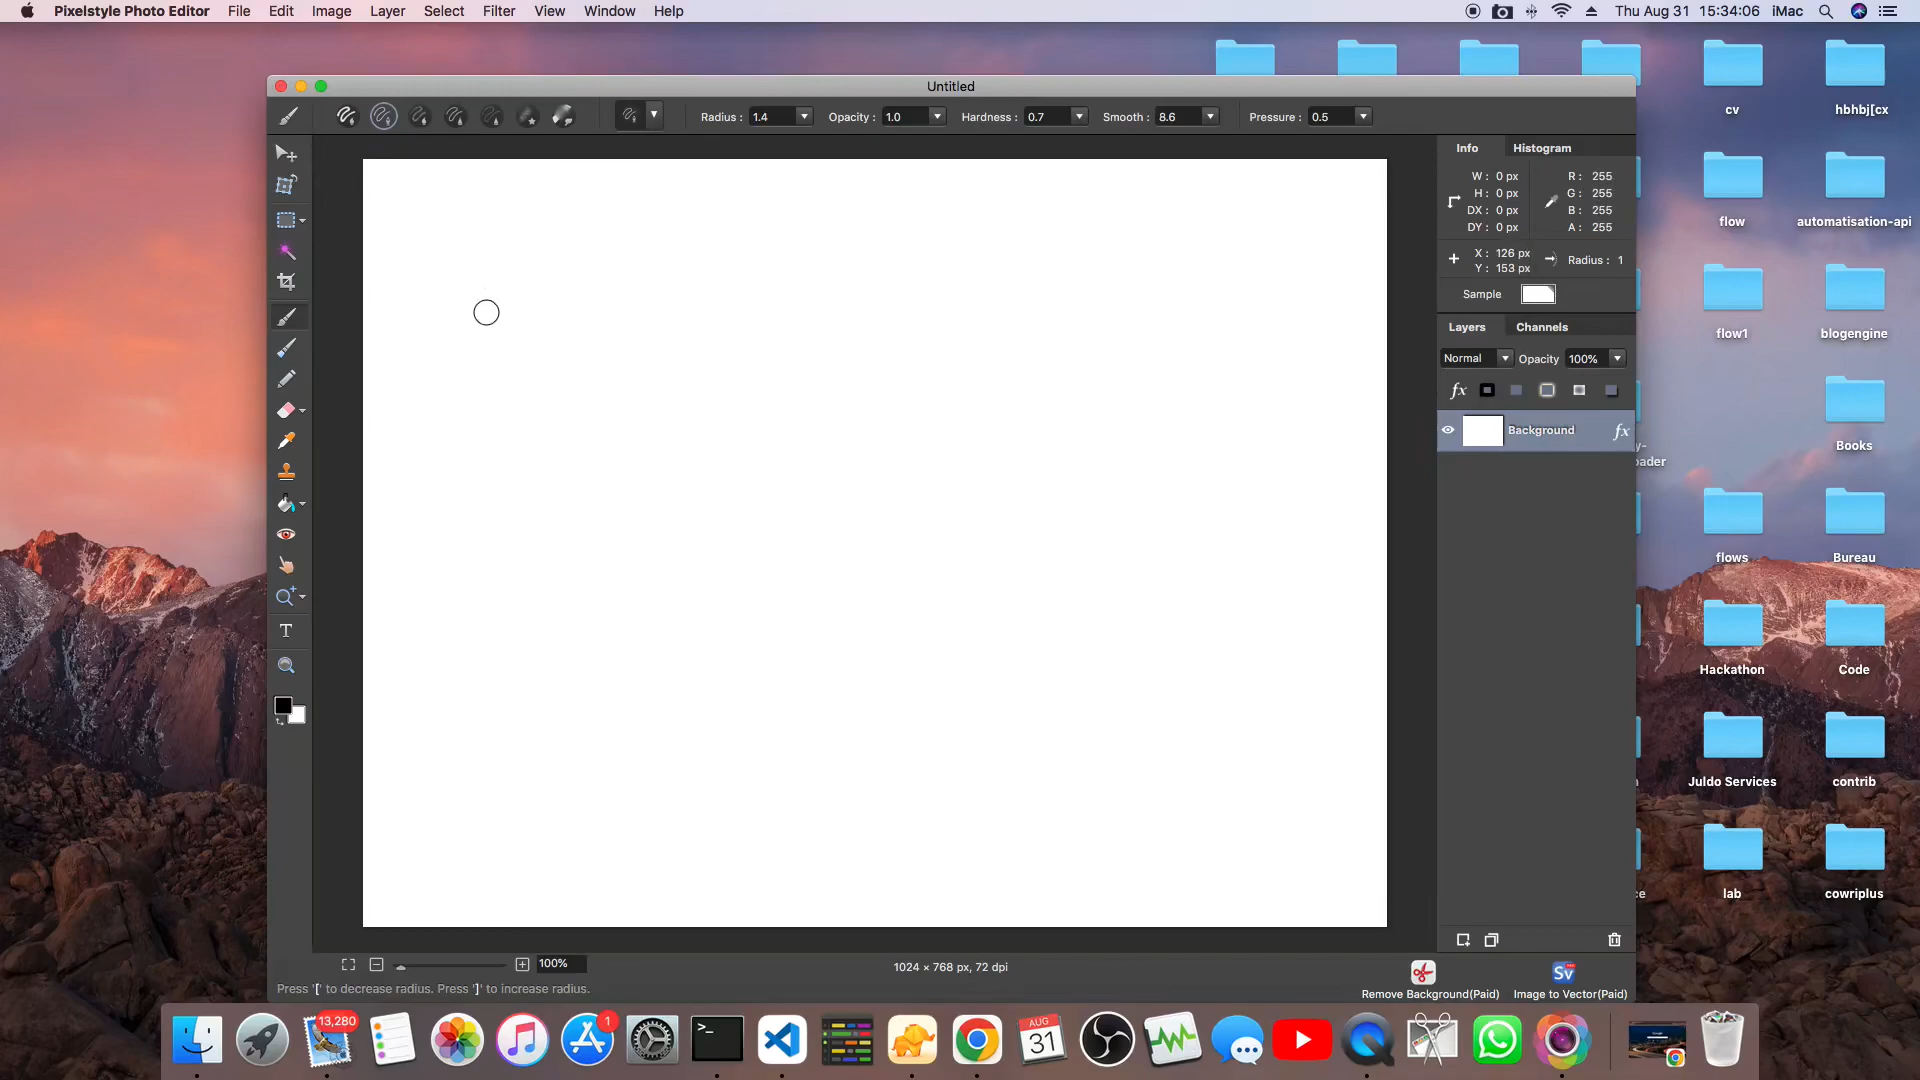 Pixelstyle Photo Editor File Edit Image Layer Select Filter View Window Help
Thu Aug 31 15:34:06 iMac
Untitled
Radius : 1.4 Opacity : 1.0 Hardness : 0.7 Smooth : 8.6 Pressure : 0.5
Info Histogram
W : 0 px R : 255
H : 0 px G : 255
DX : 0 px B : 255
DY : 0 px A : 255
X : 126 px
Y : 153 px
Radius : 1
Sample
Layers Channels
Normal Opacity 100%
fx
Background fx
T
100%
1024 × 768 px, 72 dpi
Press '[' to decrease radius. Press ']' to increase radius.
Sv
Remove Background(Paid) Image to Vector(Paid)
cv hbhbj[cx
flow automatisation-api
flow1 blogengine
Books
flows Bureau
Hackathon Code
Juldo Services contrib
lab cowriplus
13,280
1
>_
AUG
31